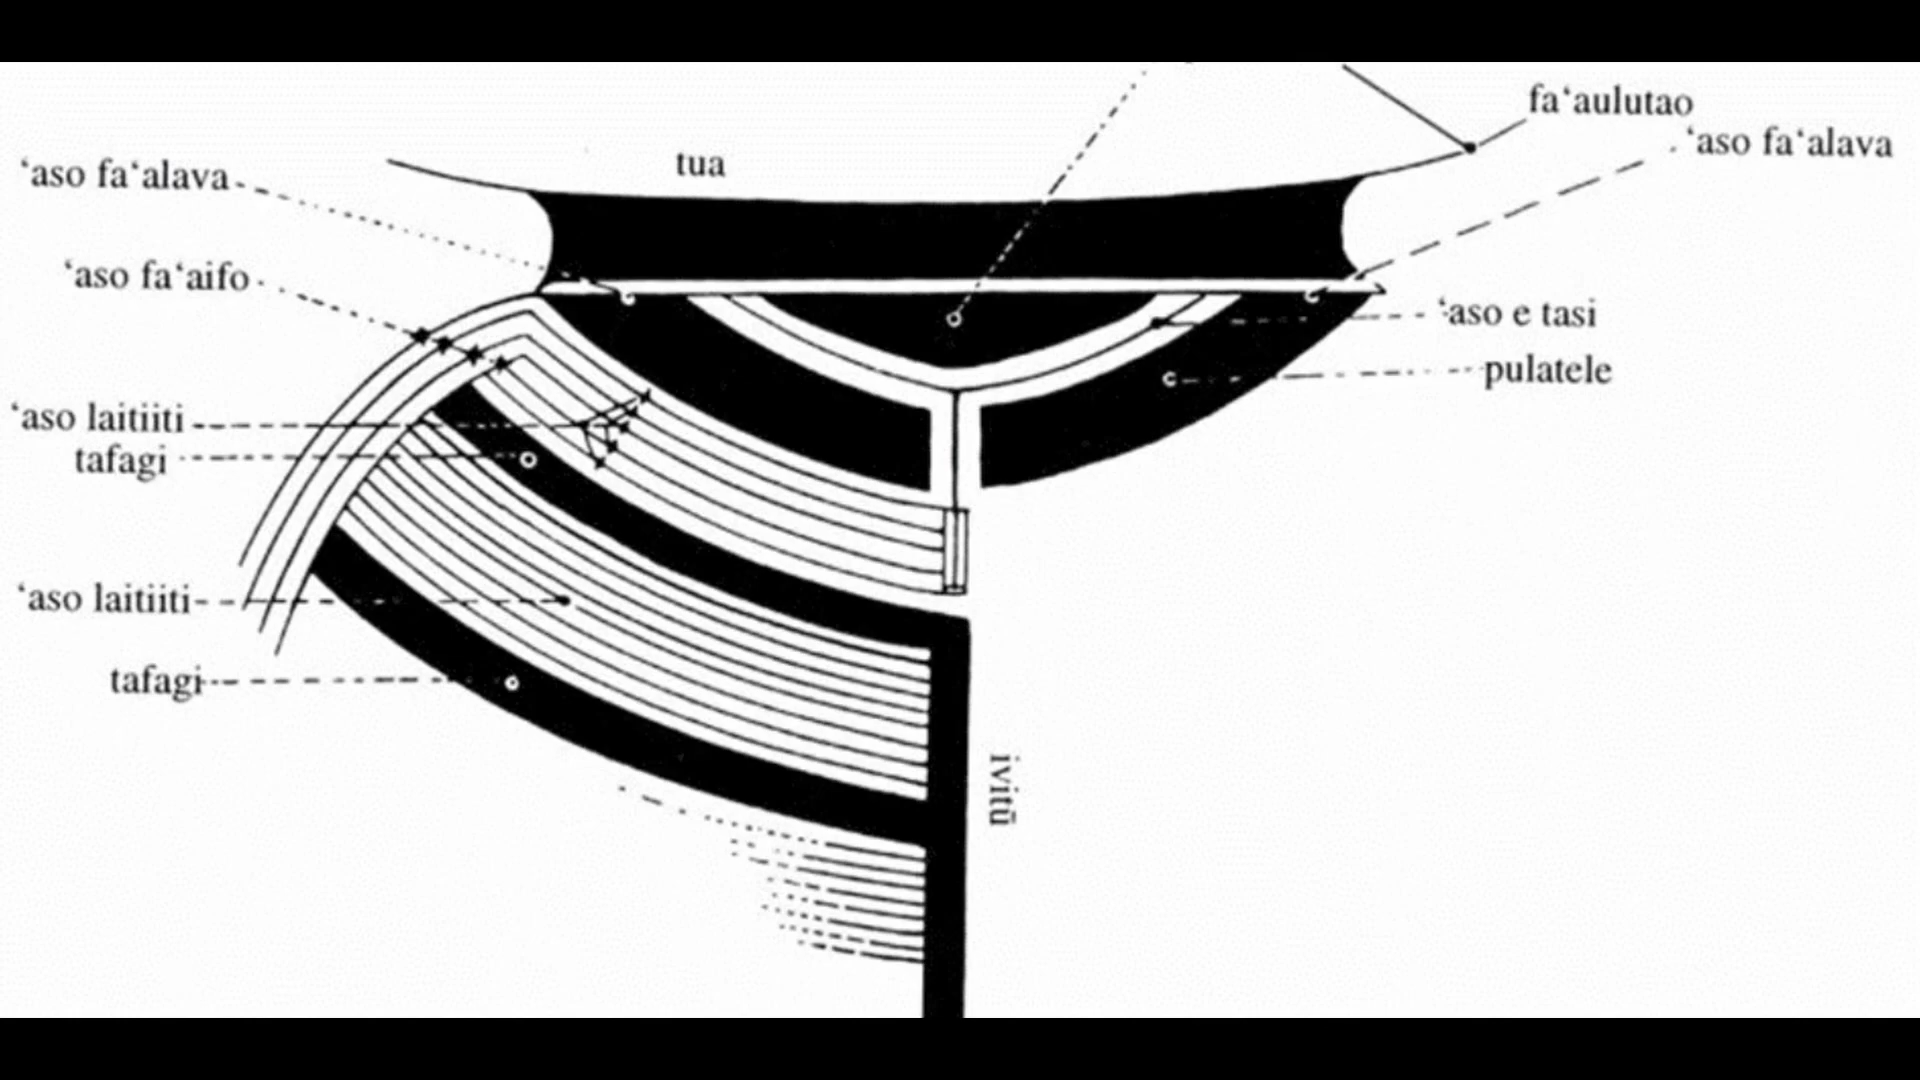 fa‘aulutao
‘aso fa‘alava
tua
‘aso fa‘alava
‘aso fa‘aifo
‘aso e tasi
pulatele
‘aso laitiiti
tafagi
‘aso laitiiti
tafagi
ivitū